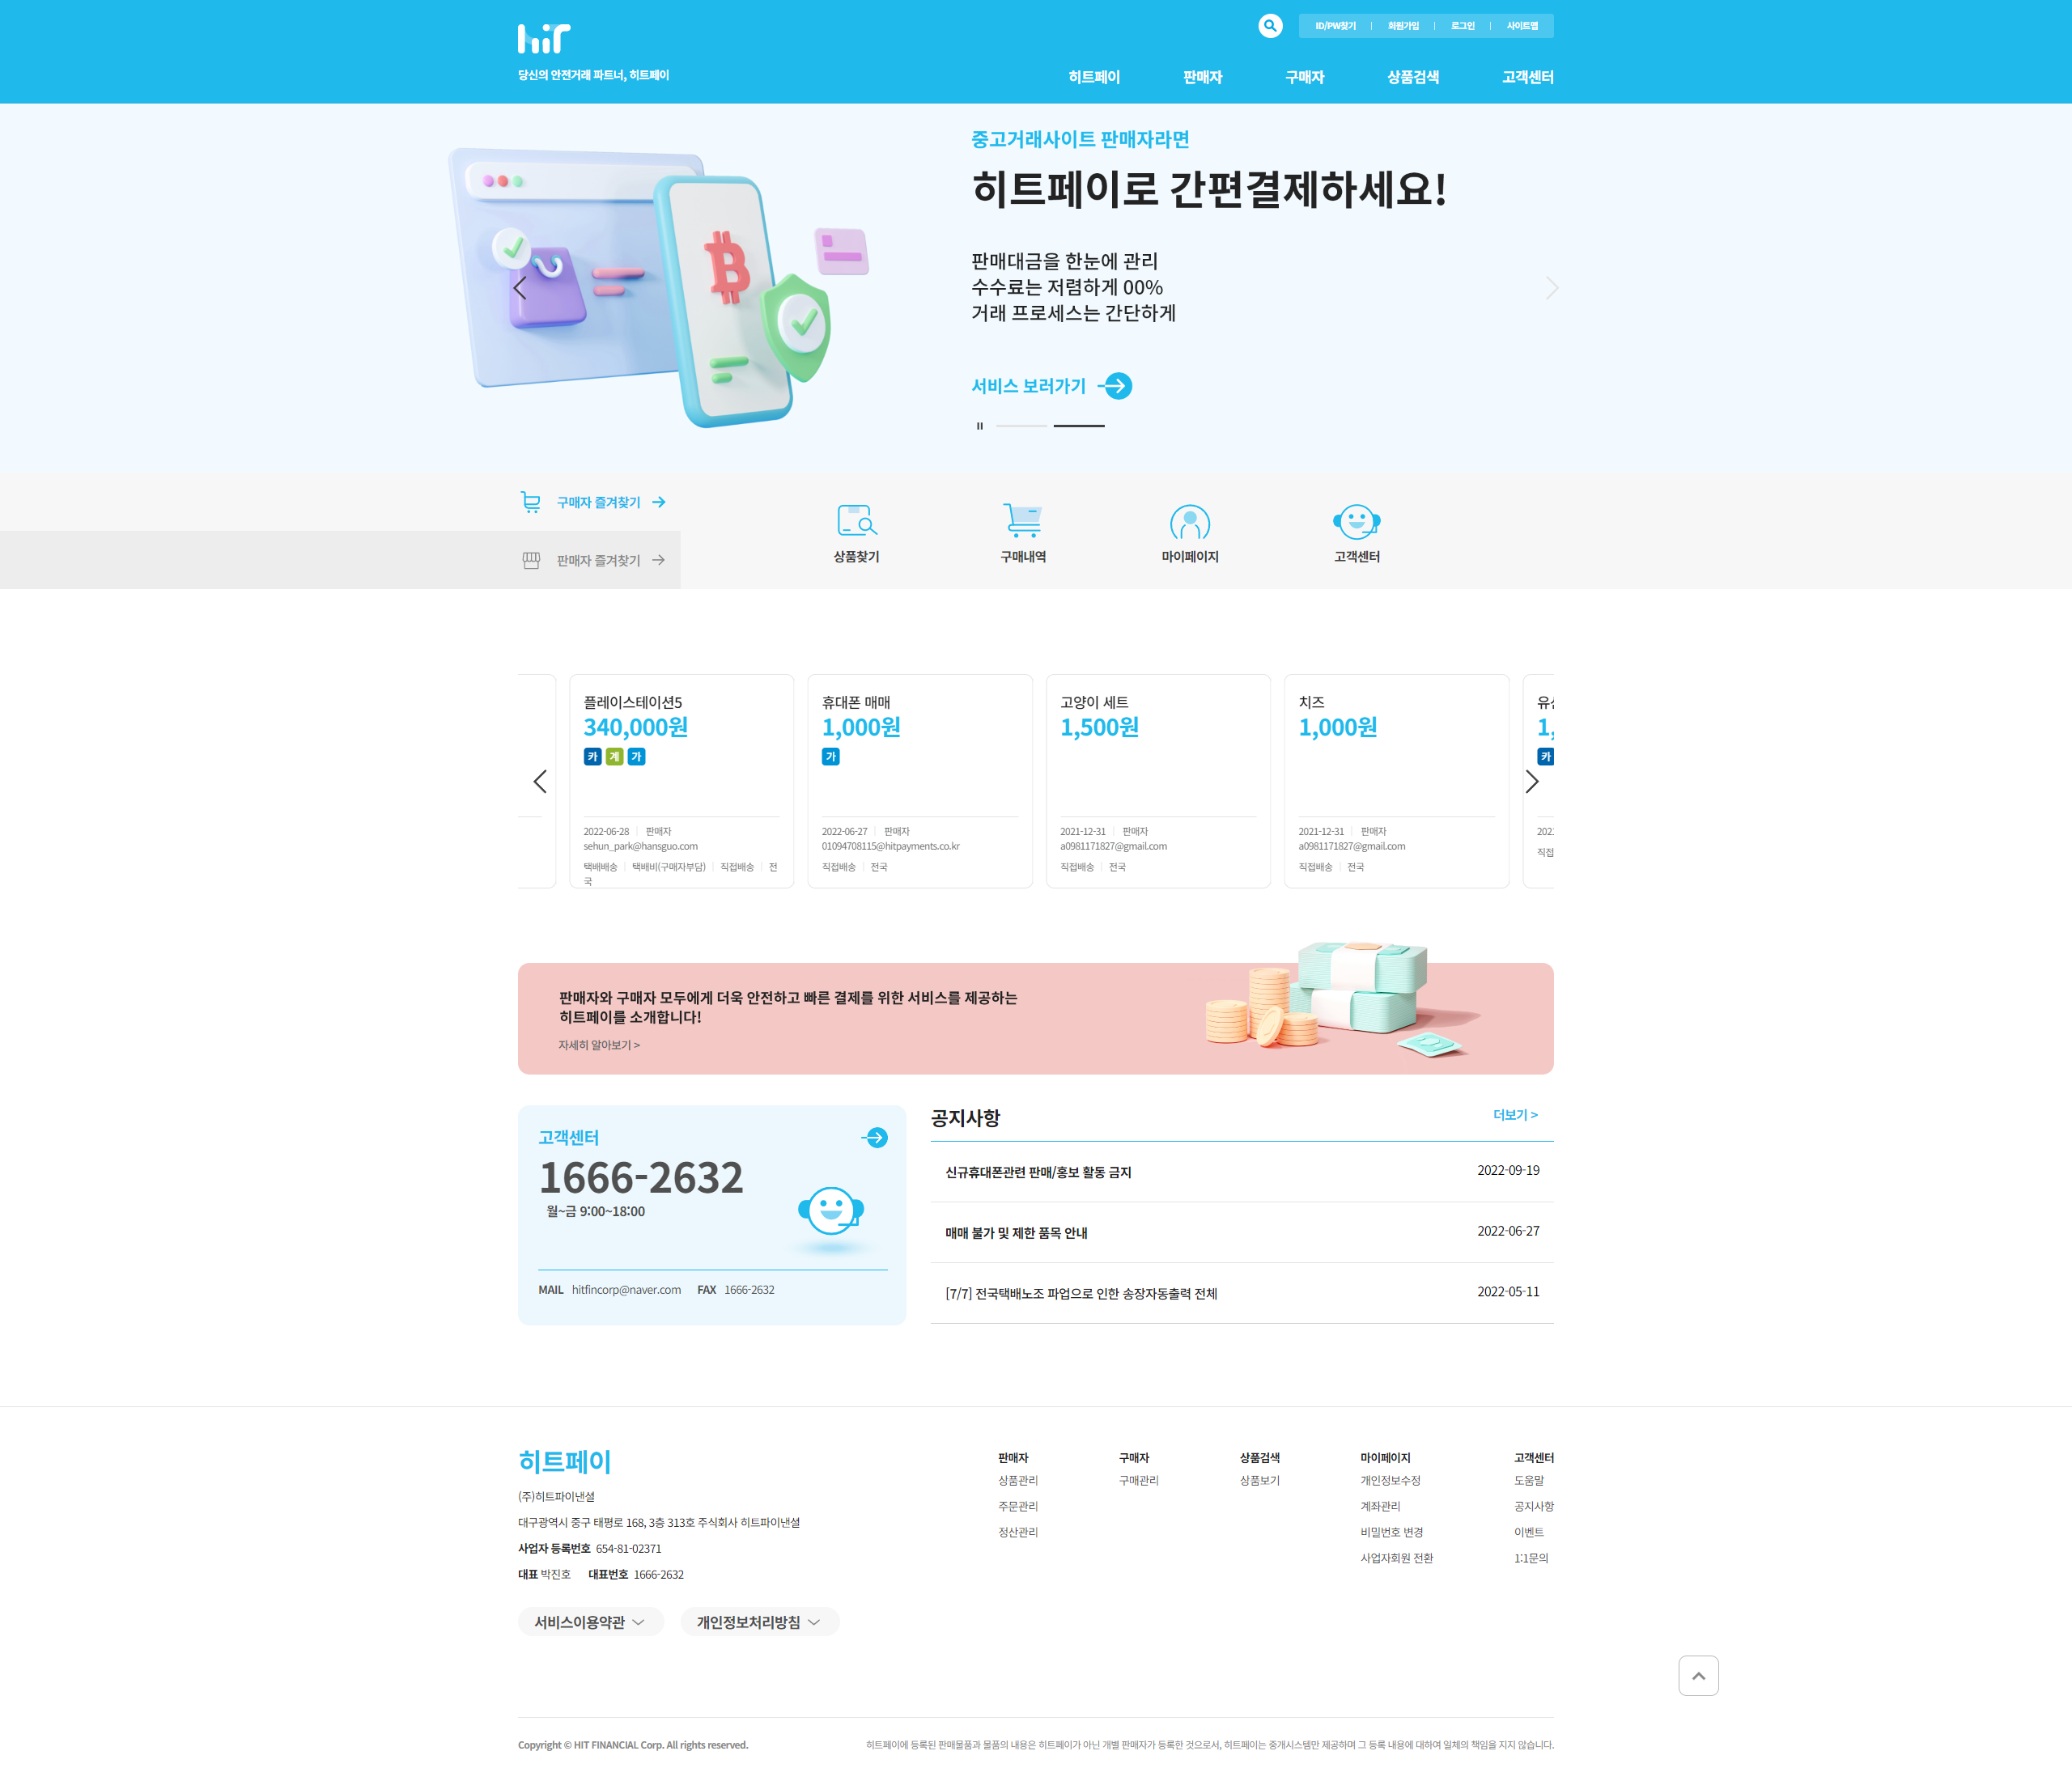 hit
ID/PW찾기
회원가입
로그인
사이트맵
당신의 안전거래 파트너, 히트페이
히트페이
판매자
구매자
상품검색
고객센터
중고거래사이트 판매자라면
히트페이로 간편결제하세요!
판매대금을 한눈에 관리
수수료는 저렴하게 00%
거래 프로세스는 간단하게
서비스 보러가기
구매자 즐겨찾기
판매자 즐겨찾기
상품찾기
구매내역
마이페이지
고객센터
플레이스테이션5
340,000원
카 계 가
2022-06-28 판매자
sehun_park@hansguo.com
택배배송 택배비(구매자부담) 직접배송 전
국
휴대폰 매매
1,000원
가
2022-06-27 판매자
01094708115@hitpayments.co.kr
직접배송 전국
고양이 세트
1,500원
2021-12-31 판매자
a0981171827@gmail.com
직접배송 전국
치즈
1,000원
2021-12-31 판매자
a0981171827@gmail.com
직접배송 전국
카
직접
판매자와 구매자 모두에게 더욱 안전하고 빠른 결제를 위한 서비스를 제공하는
히트페이를 소개합니다!
자세히 알아보기 >
고객센터
1666-2632
월~금 9:00~18:00
MAIL hitfincorp@naver.com FAX 1666-2632
공지사항
더보기 >
신규휴대폰관련 판매/홍보 활동 금지 2022-09-19
매매 불가 및 제한 품목 안내 2022-06-27
[7/7] 전국택배노조 파업으로 인한 송장자동출력 전체 2022-05-11
히트페이
(주)히트파이낸셜
대구광역시 중구 태평로 168, 3층 313호 주식회사 히트파이낸셜
사업자 등록번호 654-81-02371
대표 박진호 대표번호 1666-2632
서비스이용약관
개인정보처리방침
판매자
상품관리
주문관리
정산관리
구매자
구매관리
상품검색
상품보기
마이페이지
개인정보수정
계좌관리
비밀번호 변경
사업자회원 전환
고객센터
도움말
공지사항
이벤트
1:1문의
Copyright © HIT FINANCIAL Corp. All rights reserved.
히트페이에 등록된 판매물품과 물품의 내용은 히트페이가 아닌 개별 판매자가 등록한 것으로서, 히트페이는 중개시스템만 제공하며 그 등록 내용에 대하여 일체의 책임을 지지 않습니다.